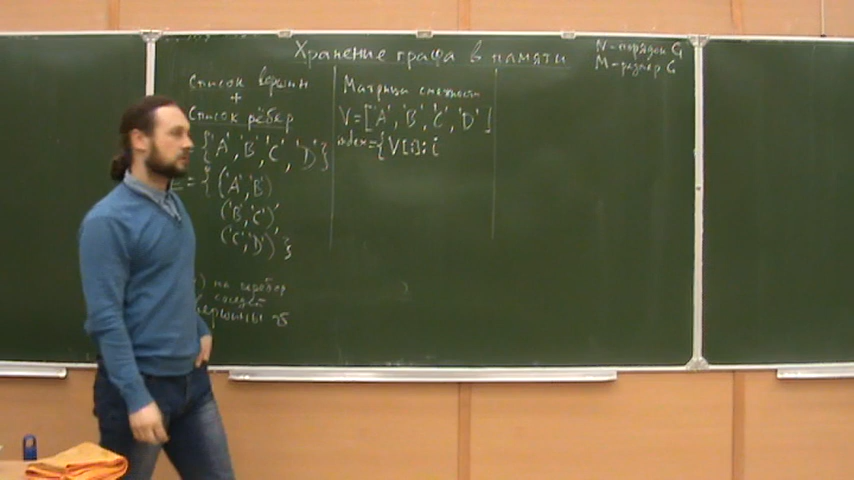 Хранение графа в памяти
N-порядок G
M-размер G
Список вершин
+
Список рёбер
{'A','B','C','D'}
= {('A','B')
('B','C'),
('C','D')}
) на перебор
соседей
вершины
Матрица смежности
V=['A','B','C','D']
index={V[i]: i